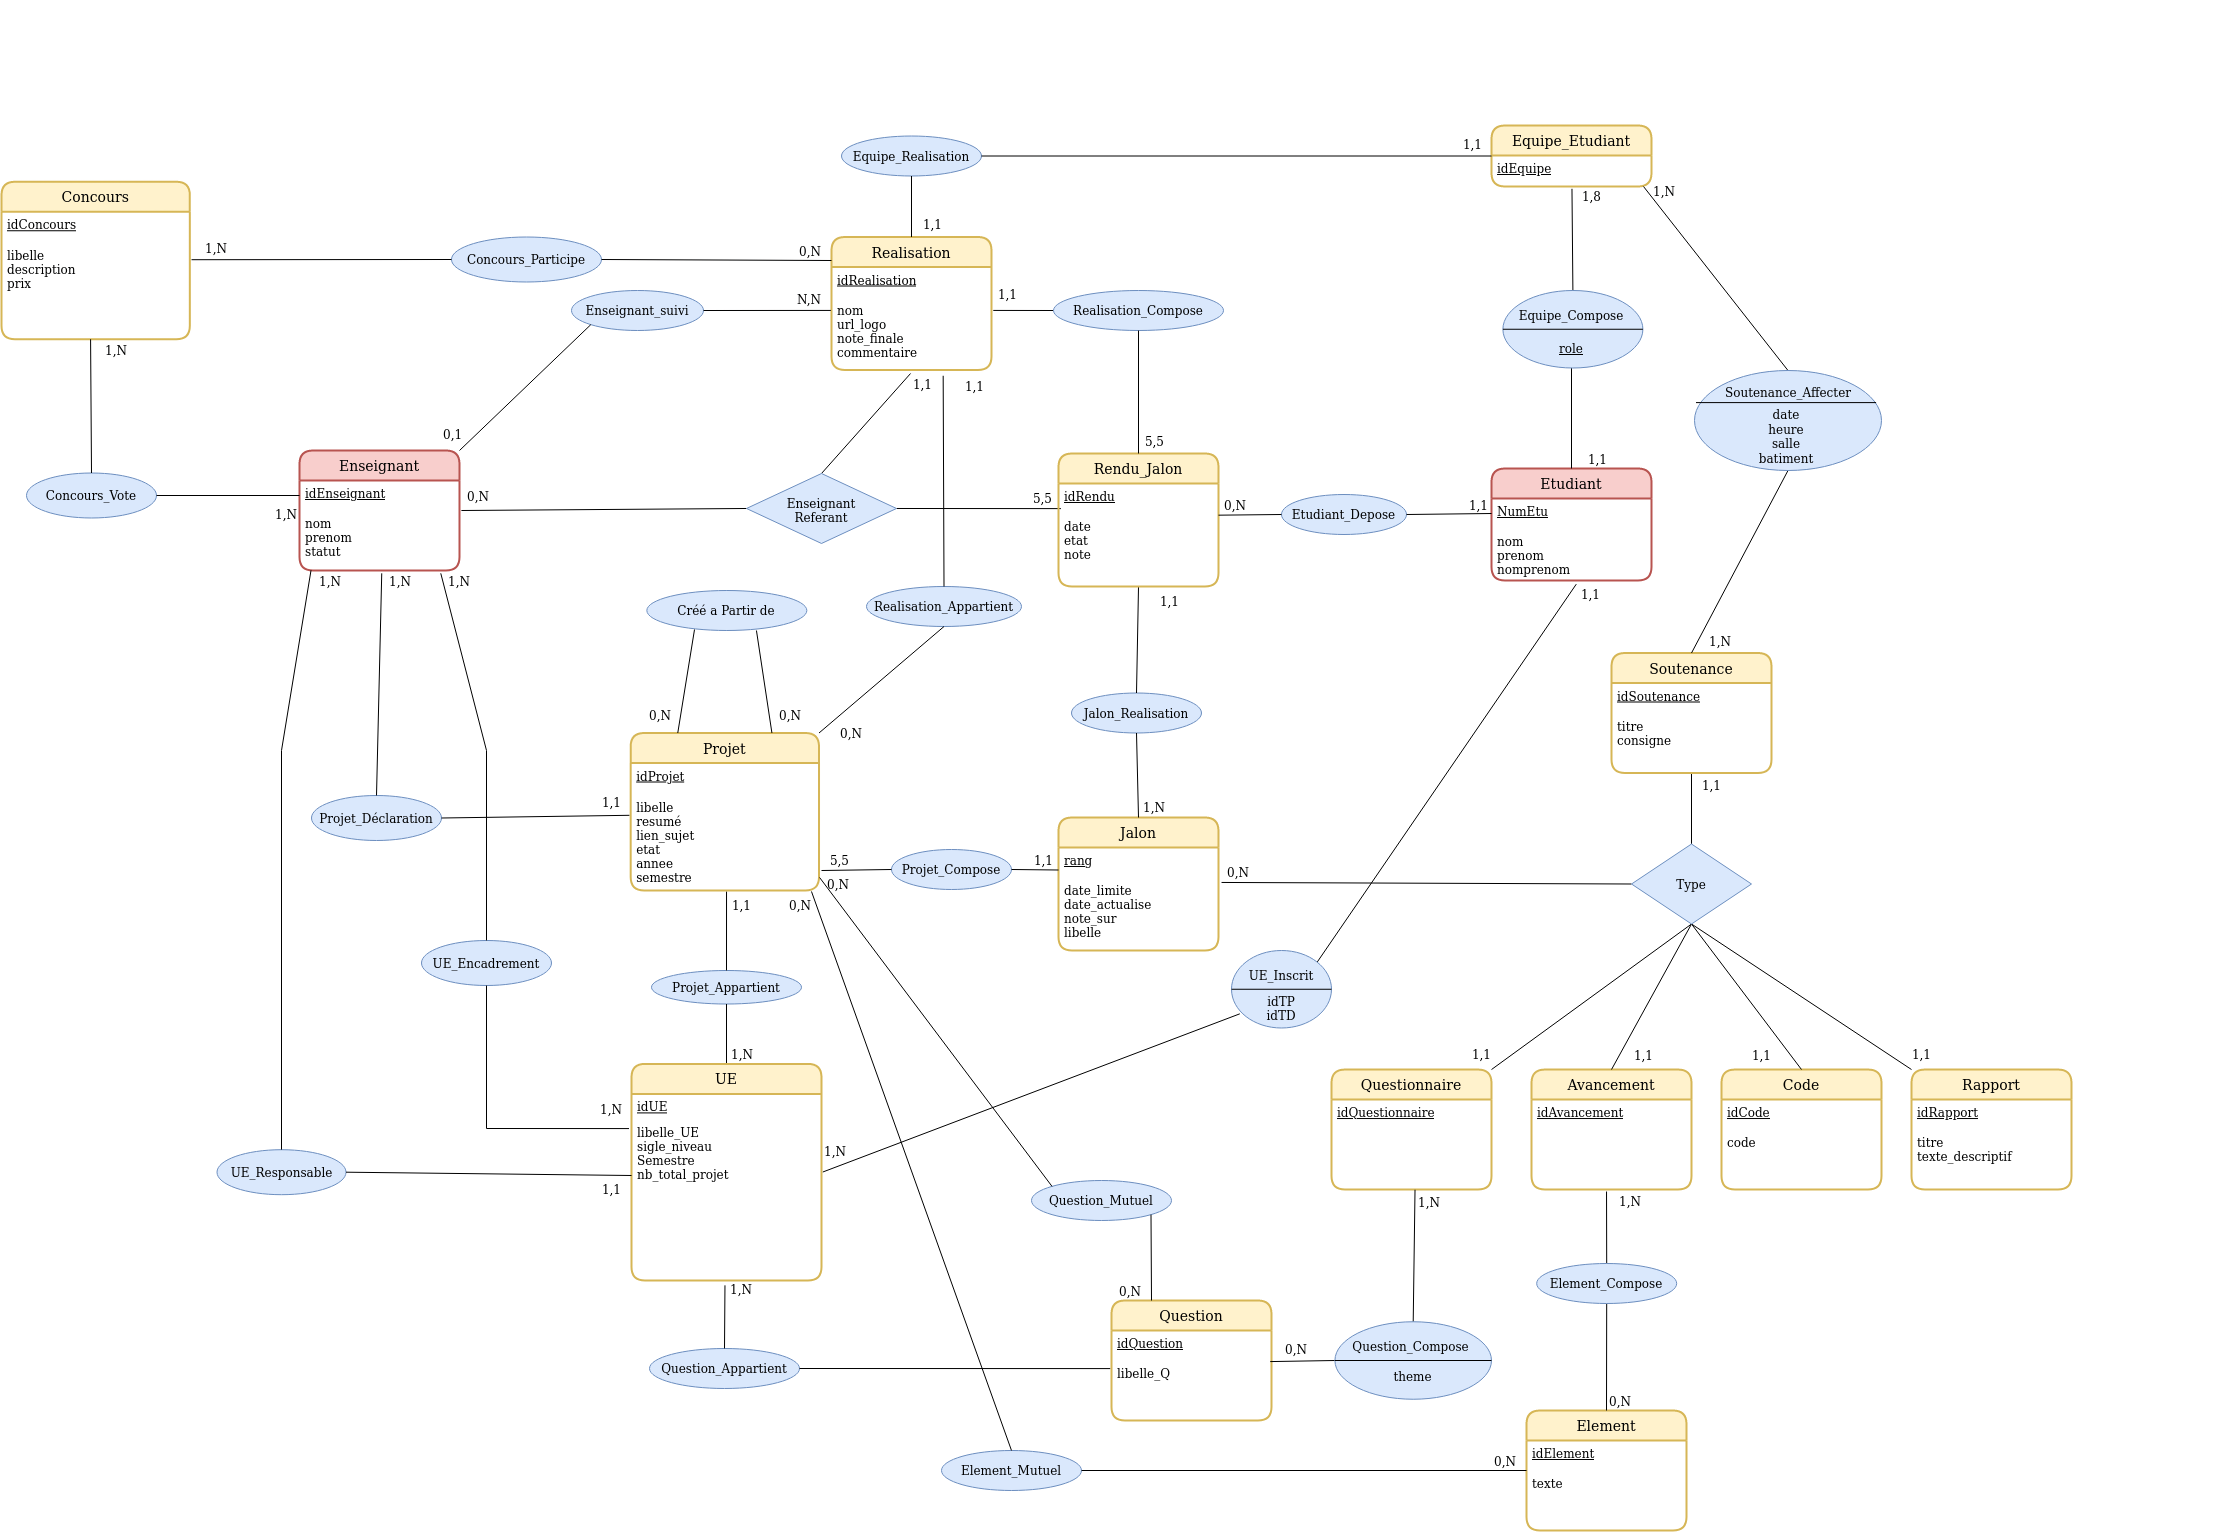 Equipe_Etudiant
idEquipe
1,1
Equipe_Realisation
1,8
1,N
Concours
idConcours
libelle
description
prix
1,N
Concours_Participe
0,N
1,1
Realisation
idRealisation
nom
url_logo
note_finale
commentaire
Enseignant_suivi
N,N
1,1
Realisation_Compose
Equipe_Compose
role
1,N
1,1
1,1
Soutenance_Affecter
date
heure
salle
batiment
0,1
5,5
1,1
Enseignant
idEnseignant
nom
prenom
statut
Concours_Vote
1,N
0,N
Enseignant
Referant
5,5
Rendu_Jalon
idRendu
date
etat
note
0,N
Etudiant_Depose
1,1
Etudiant
NumEtu
nom
prenom
nomprenom
1,N
1,N
1,N
1,1
1,1
Créé a Partir de
Realisation_Appartient
1,N
Soutenance
idSoutenance
titre
consigne
0,N
0,N
0,N
Jalon_Realisation
Projet
idProjet
libelle
resumé
lien_sujet
etat
annee
semestre
Projet_Déclaration
1,1
1,N
1,1
Jalon
rang
date_limite
date_actualise
note_sur
libelle
5,5
Projet_Compose
1,1
0,N
0,N
Type
1,1
0,N
UE_Encadrement
Projet_Appartient
UE_Inscrit
idTP
idTD
1,N
1,1
1,1
1,1
1,1
UE
idUE
libelle_UE
sigle_niveau
Semestre
nb_total_projet
1,N
1,N
Questionnaire
idQuestionnaire
Avancement
idAvancement
Code
idCode
code
Rapport
idRapport
titre
texte_descriptif
UE_Responsable
1,1
Question_Mutuel
1,N
1,N
1,N
0,N
Element_Compose
Question
idQuestion
libelle_Q
0,N
Question_Compose
theme
Question_Appartient
0,N
Element
idElement
texte
Element_Mutuel
0,N